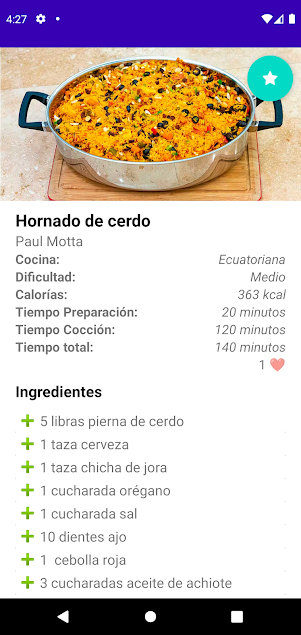 4:27
Hornado de cerdo
Paul Motta
Cocina: Ecuatoriana
Dificultad: Medio
Calorías: 363 kcal
Tiempo Preparación: 20 minutos
Tiempo Cocción: 120 minutos
Tiempo total: 140 minutos
1
Ingredientes
5 libras pierna de cerdo
1 taza cerveza
1 taza chicha de jora
1 cucharada orégano
1 cucharada sal
10 dientes ajo
1  cebolla roja
3 cucharadas aceite de achiote